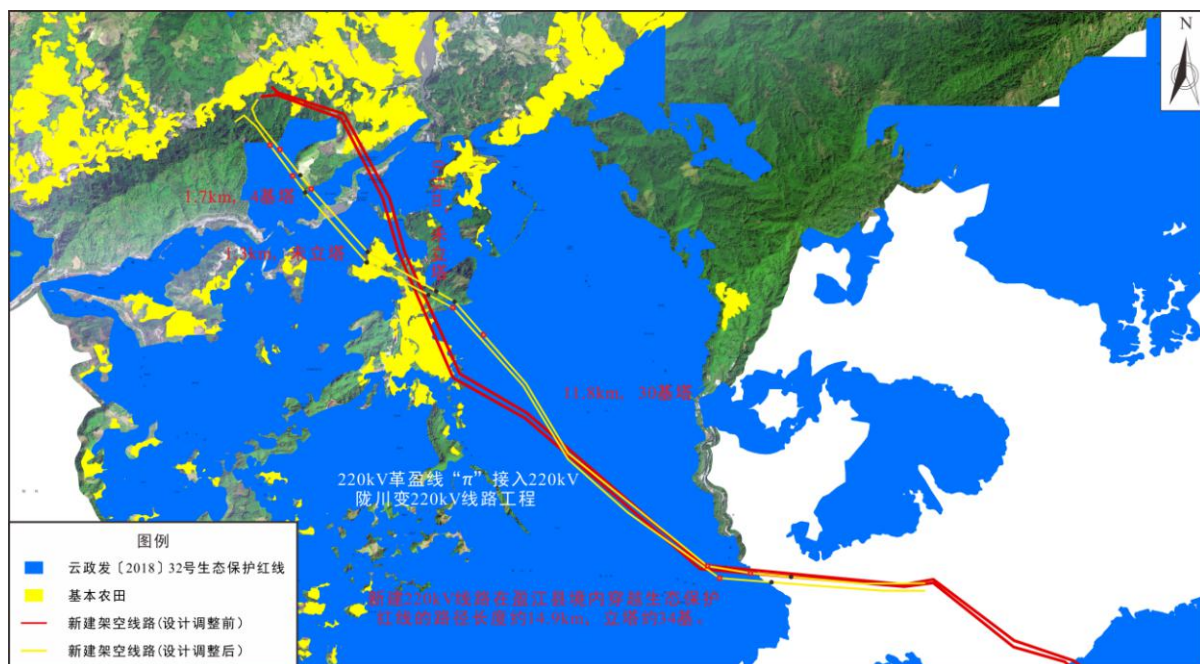 N
1.7km，4基塔
1.3km，未立塔
未立塔
11.8km，30基塔
220kV革盈线“π”接入220kV
陇川变220kV线路工程
新建220kV线路在盈江县境内穿越生态保护
红线的路径长度约14.9km，立塔约34基。
图例
云政发〔2018〕32号生态保护红线
基本农田
新建架空线路(设计调整前)
新建架空线路(设计调整后)